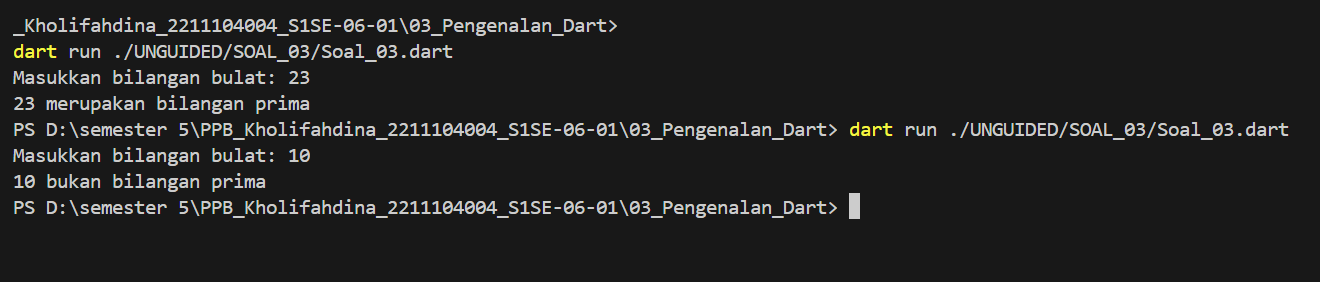 _Kholifahdina_2211104004_S1SE-06-01\03_Pengenalan_Dart>
dart run ./UNGUIDED/SOAL_03/Soal_03.dart
Masukkan bilangan bulat: 23
23 merupakan bilangan prima
PS D:\semester 5\PPB_Kholifahdina_2211104004_S1SE-06-01\03_Pengenalan_Dart> dart run ./UNGUIDED/SOAL_03/Soal_03.dart
Masukkan bilangan bulat: 10
10 bukan bilangan prima
PS D:\semester 5\PPB_Kholifahdina_2211104004_S1SE-06-01\03_Pengenalan_Dart>